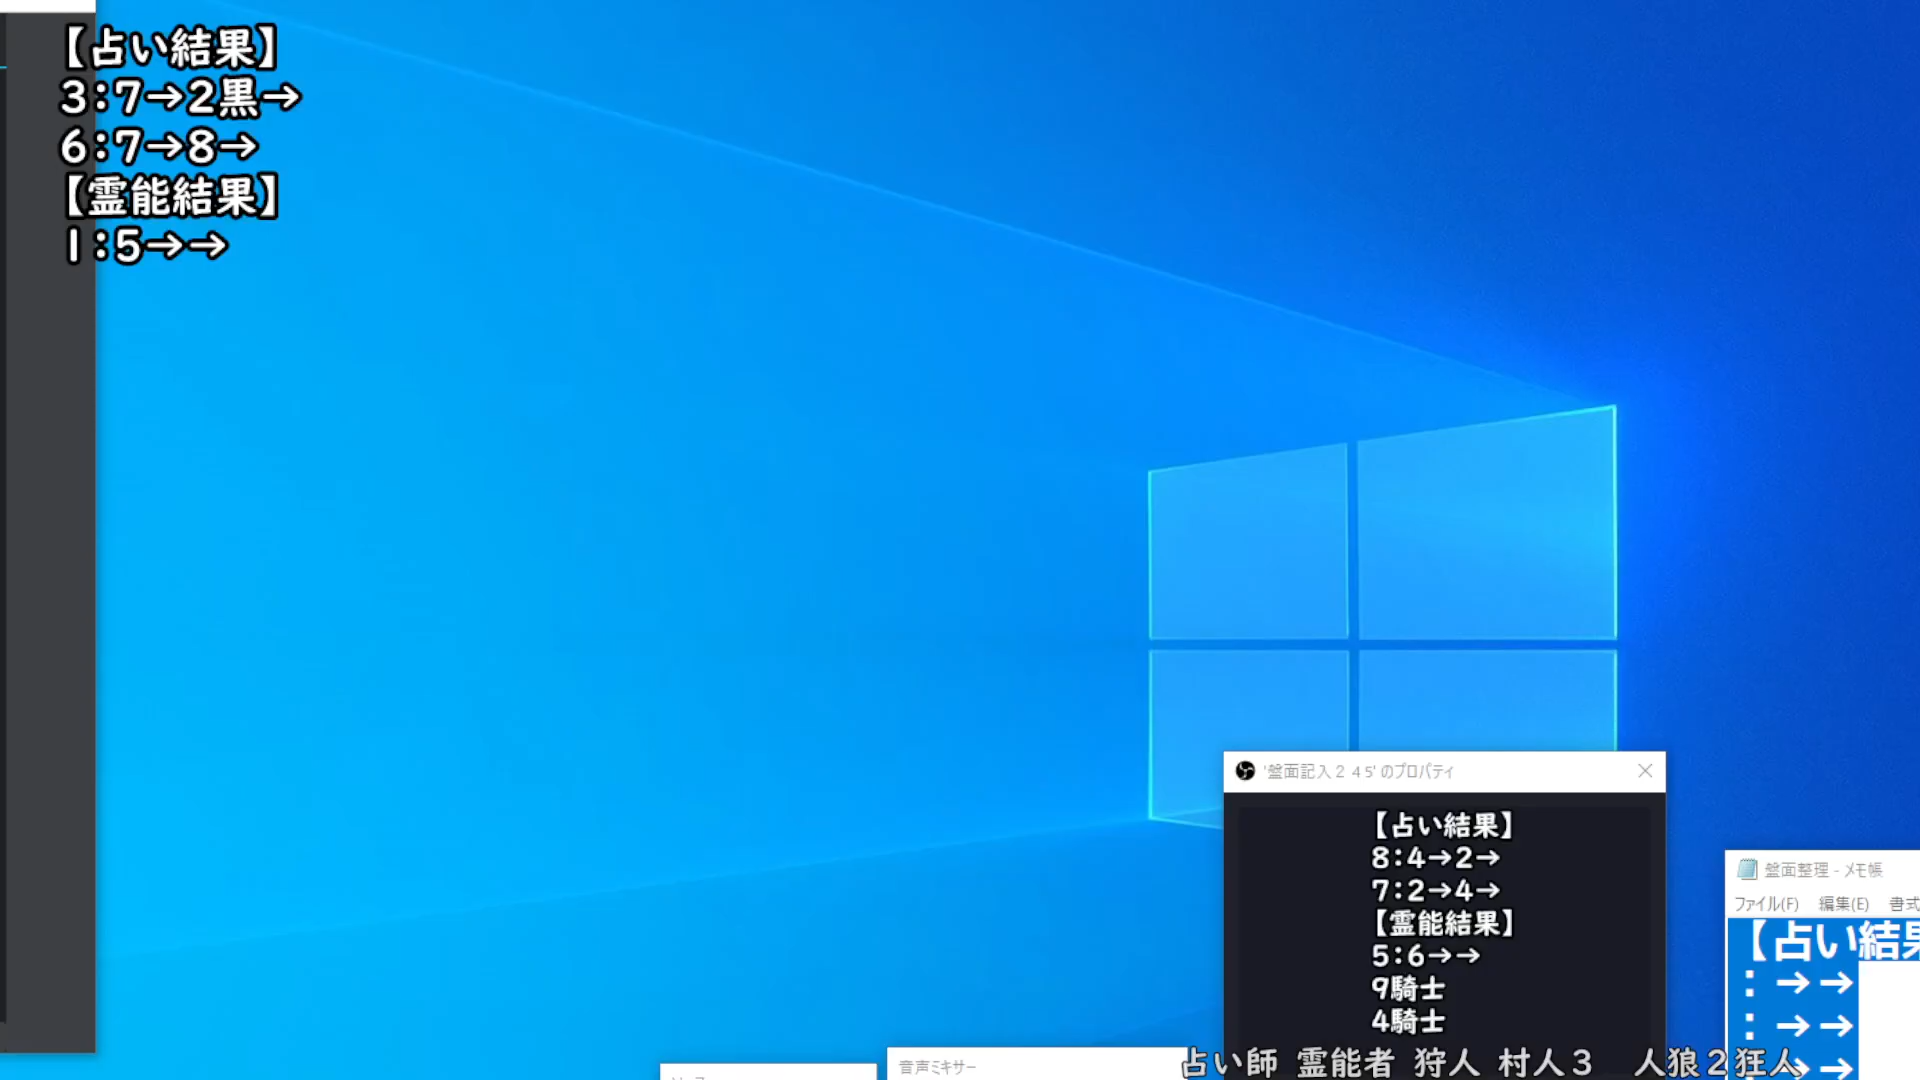 【占い結果】
3:7→2黒→
6:7→8→
【霊能結果】
1:5→→
'盤面記入２ 4 5' のプロパティ
【占い結果】
8:4→2→
7:2→4→
【霊能結果】
5:6→→
9騎士
4騎士
盤面整理 - メモ帳
ファイル(F) 編集(E) 書式
【占い結果
: →→
: →→
→
音声ミキサー
占い師 霊能者 狩人 村人３　人狼２狂人